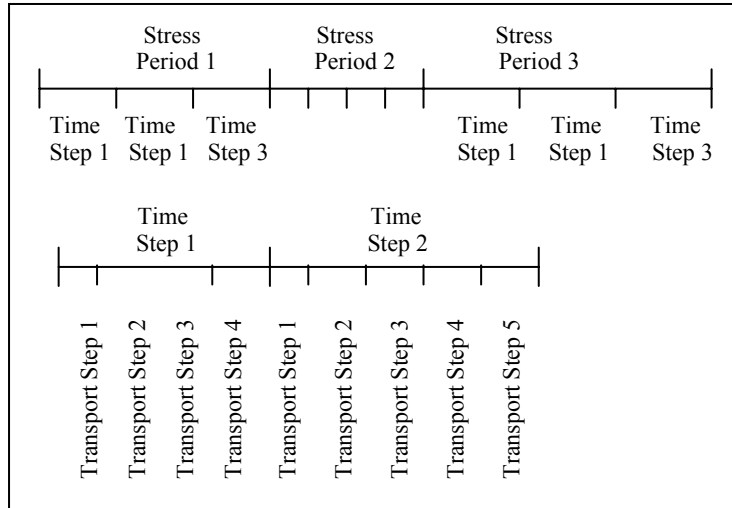 Stress Period 1
Stress Period 2
Stress Period 3
Time Step 1
Time Step 1
Time Step 3
Time Step 1
Time Step 1
Time Step 3
Time Step 1
Time Step 2
Transport Step 1
Transport Step 2
Transport Step 3
Transport Step 4
Transport Step 1
Transport Step 2
Transport Step 3
Transport Step 4
Transport Step 5